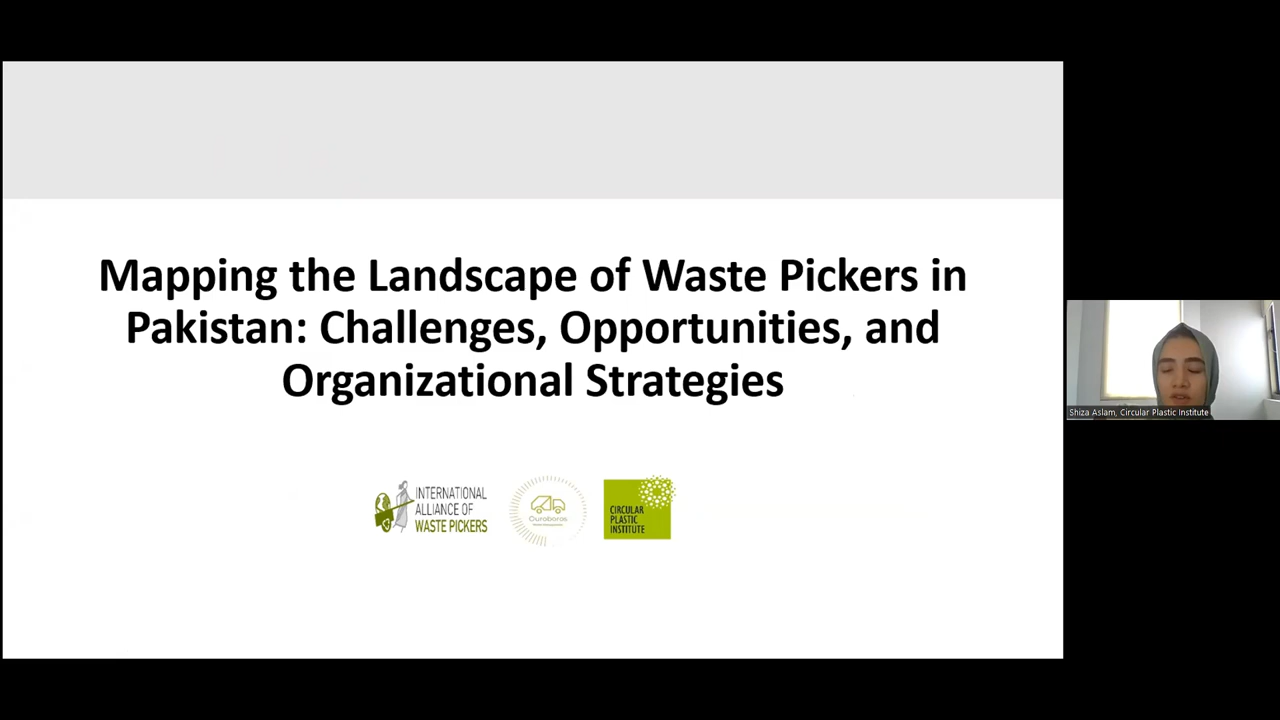 Mapping the Landscape of Waste Pickers in
Pakistan: Challenges, Opportunities, and
Organizational Strategies
INTERNATIONAL
ALLIANCE OF
WASTE PICKERS
Ouroboros
CIRCULAR
PLASTIC
INSTITUTE
Shiza Aslam, Circular Plastic Institute